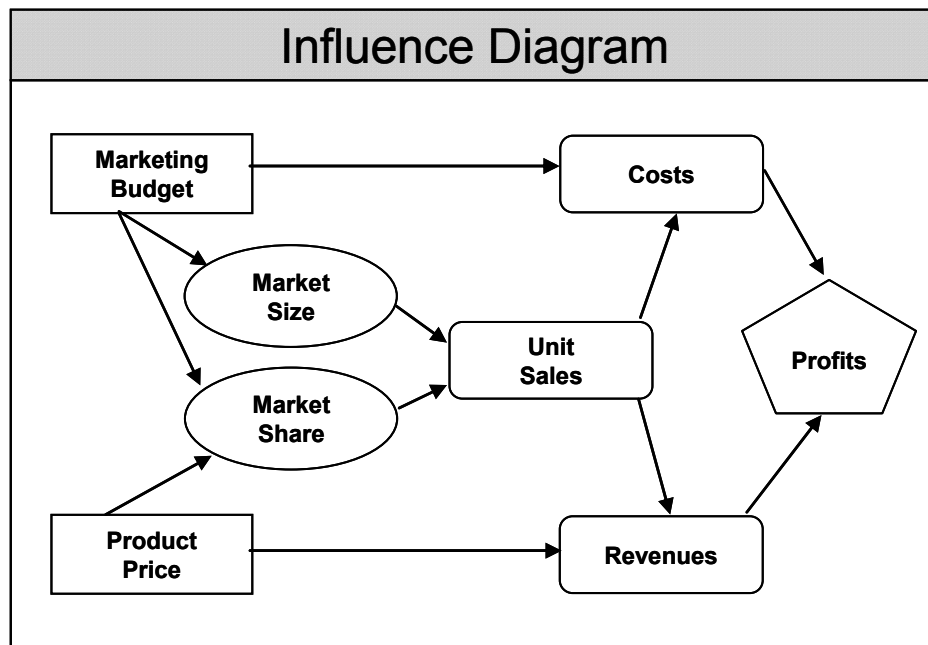 Influence Diagram
Marketing
Budget
Costs
Market
Size
Unit
Sales
Profits
Market
Share
Product
Price
Revenues